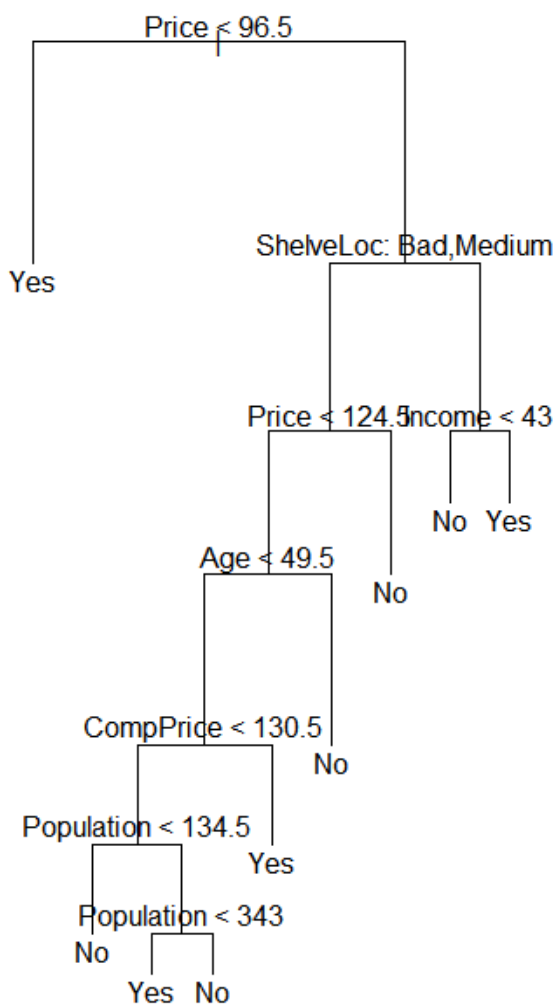 Price < 96.5
ShelveLoc: Bad,Medium
Yes
Price < 124.5
Income < 43
No
Yes
Age < 49.5
No
CompPrice < 130.5
No
Population < 134.5
Yes
Population < 343
No
Yes
No